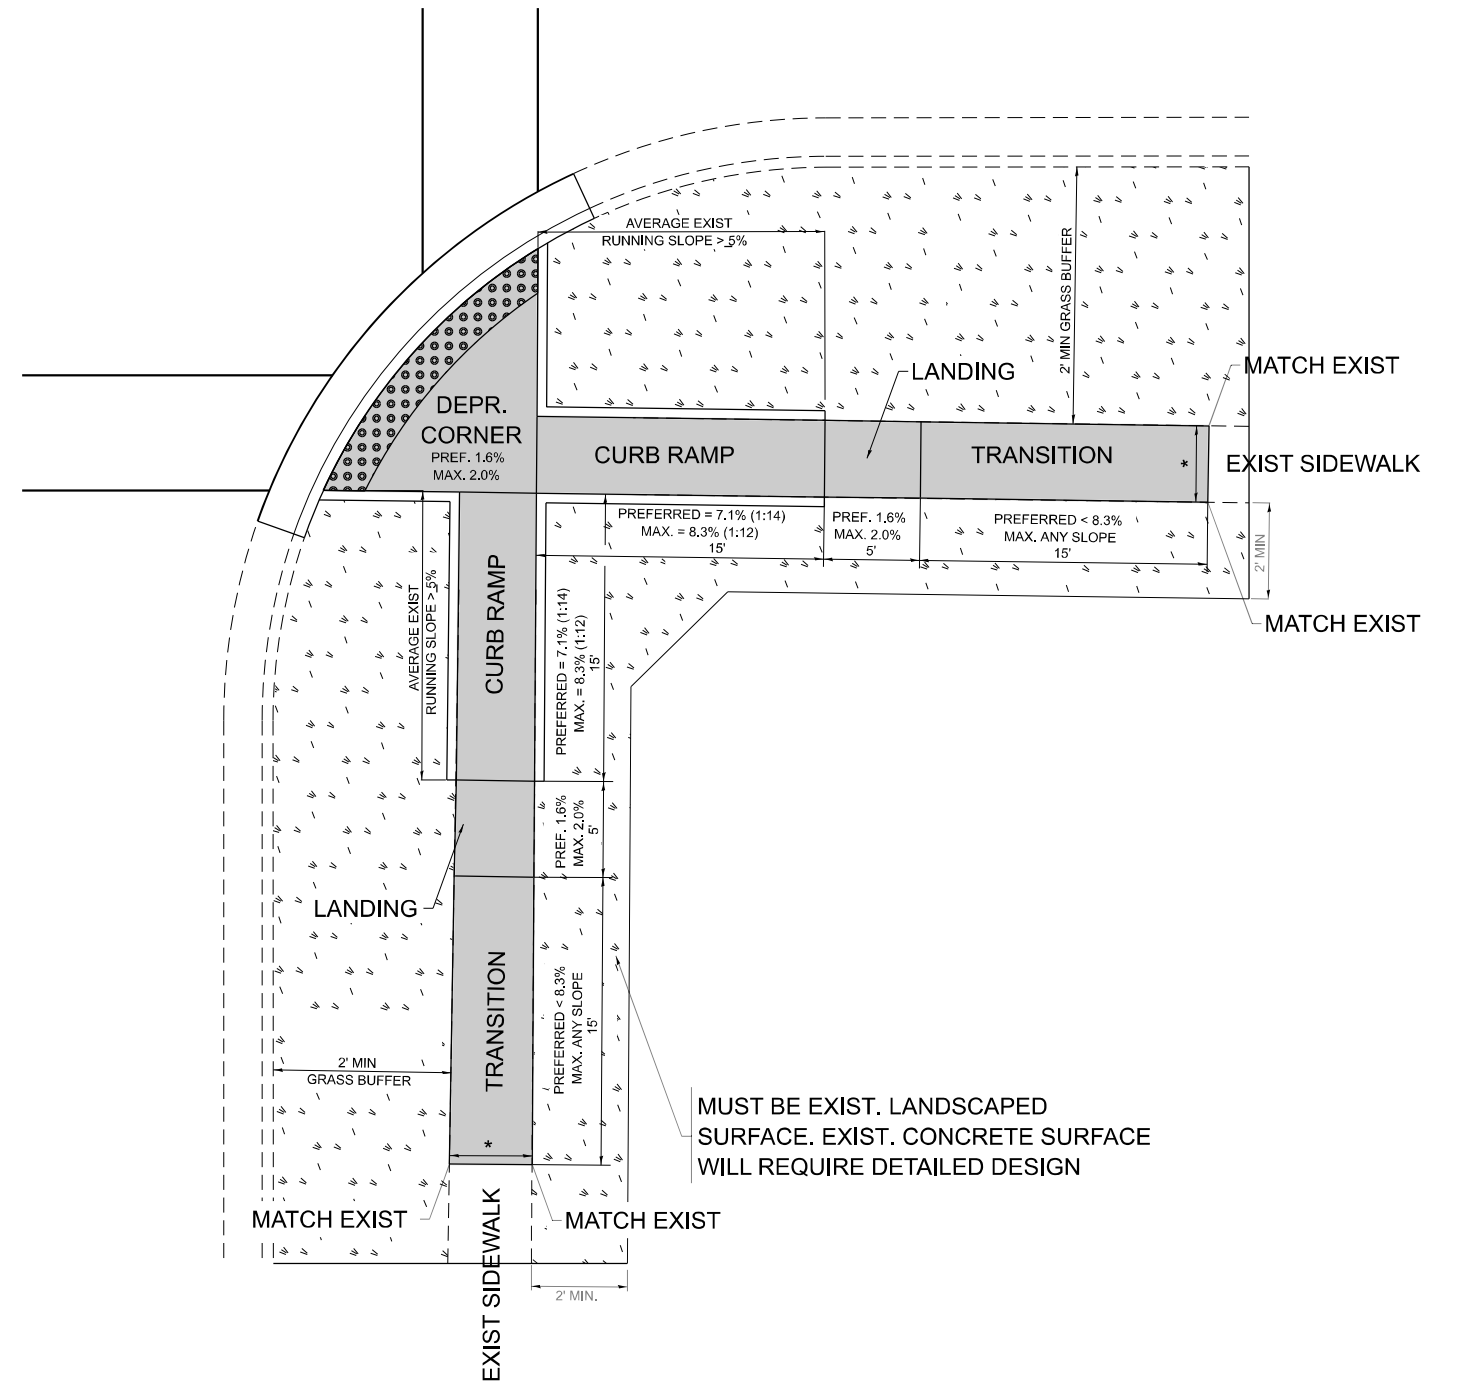 AVERAGE EXIST
RUNNING SLOPE > 5%
2' MIN GRASS BUFFER
LANDING
MATCH EXIST
DEPR.
CORNER
PREF. 1.6%
MAX. 2.0%
CURB RAMP
TRANSITION
*
EXIST SIDEWALK
PREFERRED = 7.1% (1:14)
MAX. = 8.3% (1:12)
15'
PREF. 1.6%
MAX. 2.0%
5'
PREFERRED < 8.3%
MAX. ANY SLOPE
15'
2' MIN
MATCH EXIST
AVERAGE EXIST
RUNNING SLOPE > 5%
CURB RAMP
PREFERRED = 7.1% (1:14)
MAX. = 8.3% (1:12)
15'
PREF. 1.6%
MAX. 2.0%
5'
LANDING
TRANSITION
PREFERRED < 8.3%
MAX. ANY SLOPE
15'
2' MIN
GRASS BUFFER
*
MUST BE EXIST. LANDSCAPED
SURFACE. EXIST. CONCRETE SURFACE
WILL REQUIRE DETAILED DESIGN
MATCH EXIST
MATCH EXIST
EXIST SIDEWALK
2' MIN.